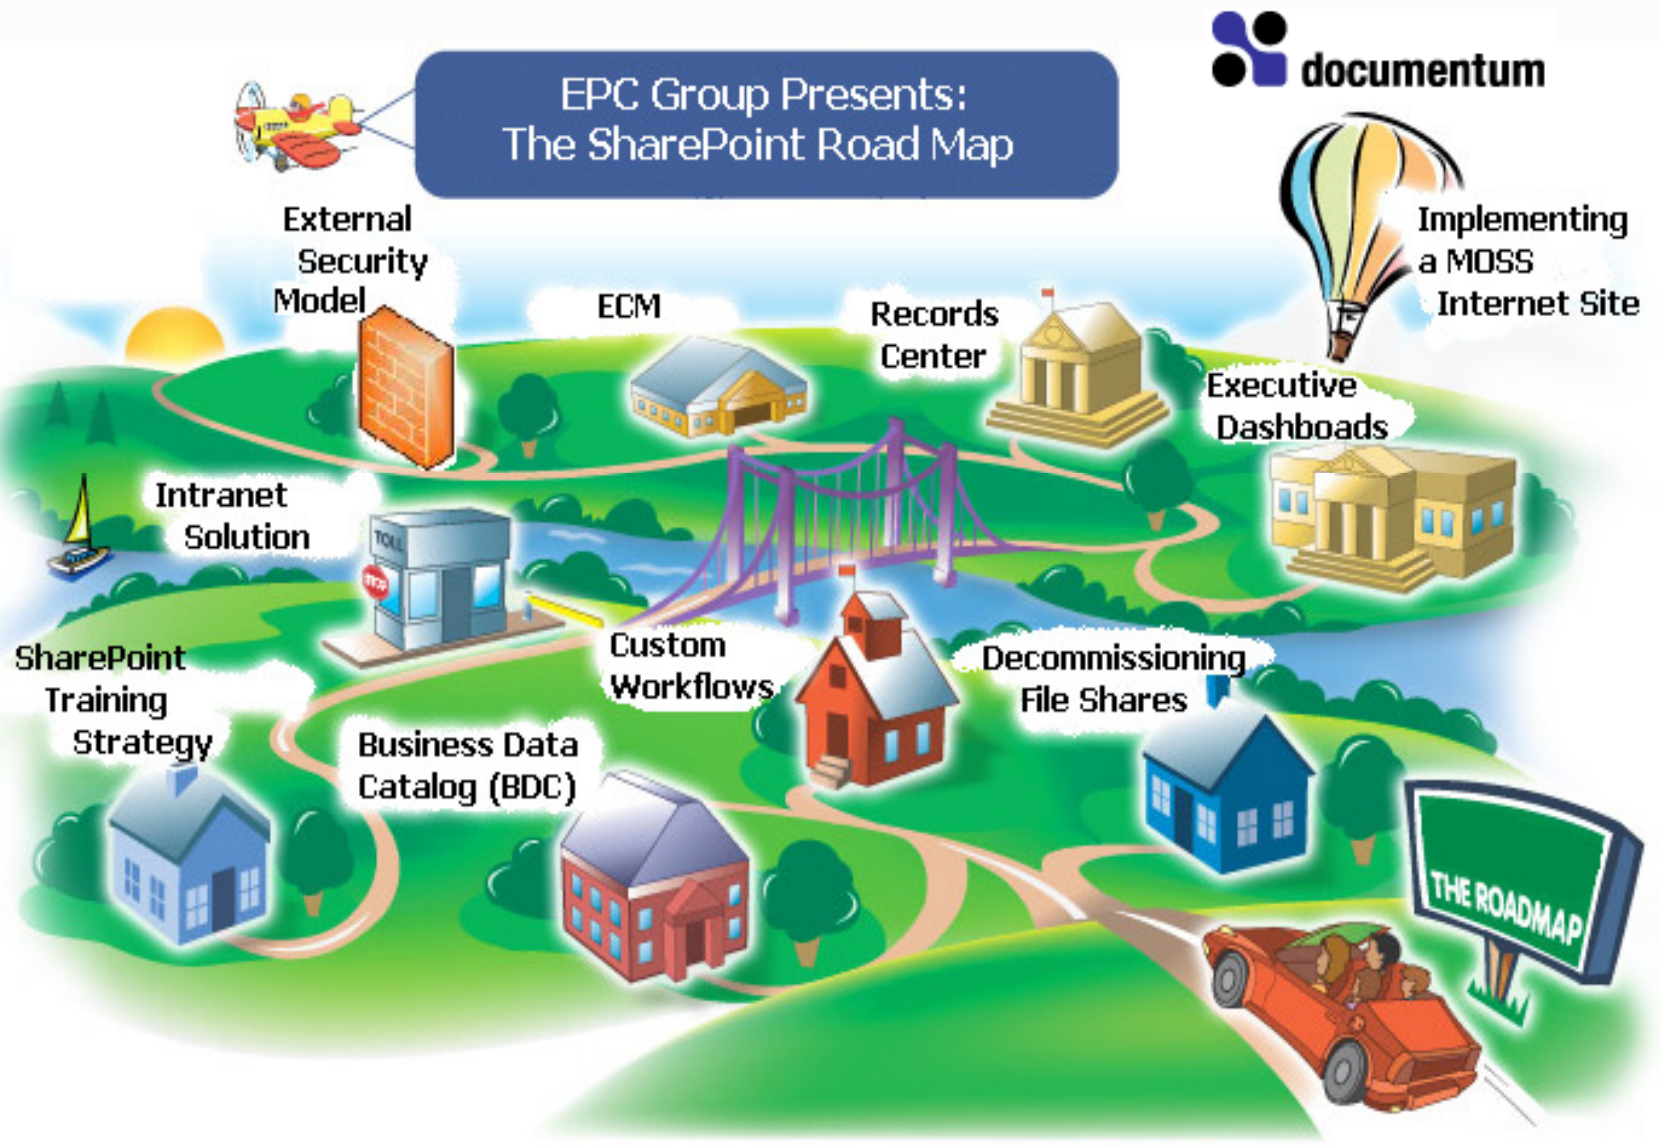 documentum
EPC Group Presents:
The SharePoint Road Map
External
Security
Model
ECM
Records
Center
Implementing
a MOSS
Internet Site
Executive
Dashboads
Intranet
Solution
TOLL
STOP
SharePoint
Training
Strategy
Business Data
Catalog (BDC)
Custom
Workflows
Decommissioning
File Shares
THE ROADMAP